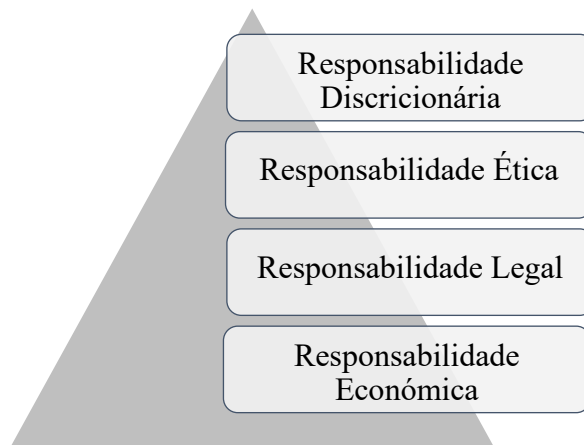 Responsabilidade
Discricionária
Responsabilidade Ética
Responsabilidade Legal
Responsabilidade
Económica